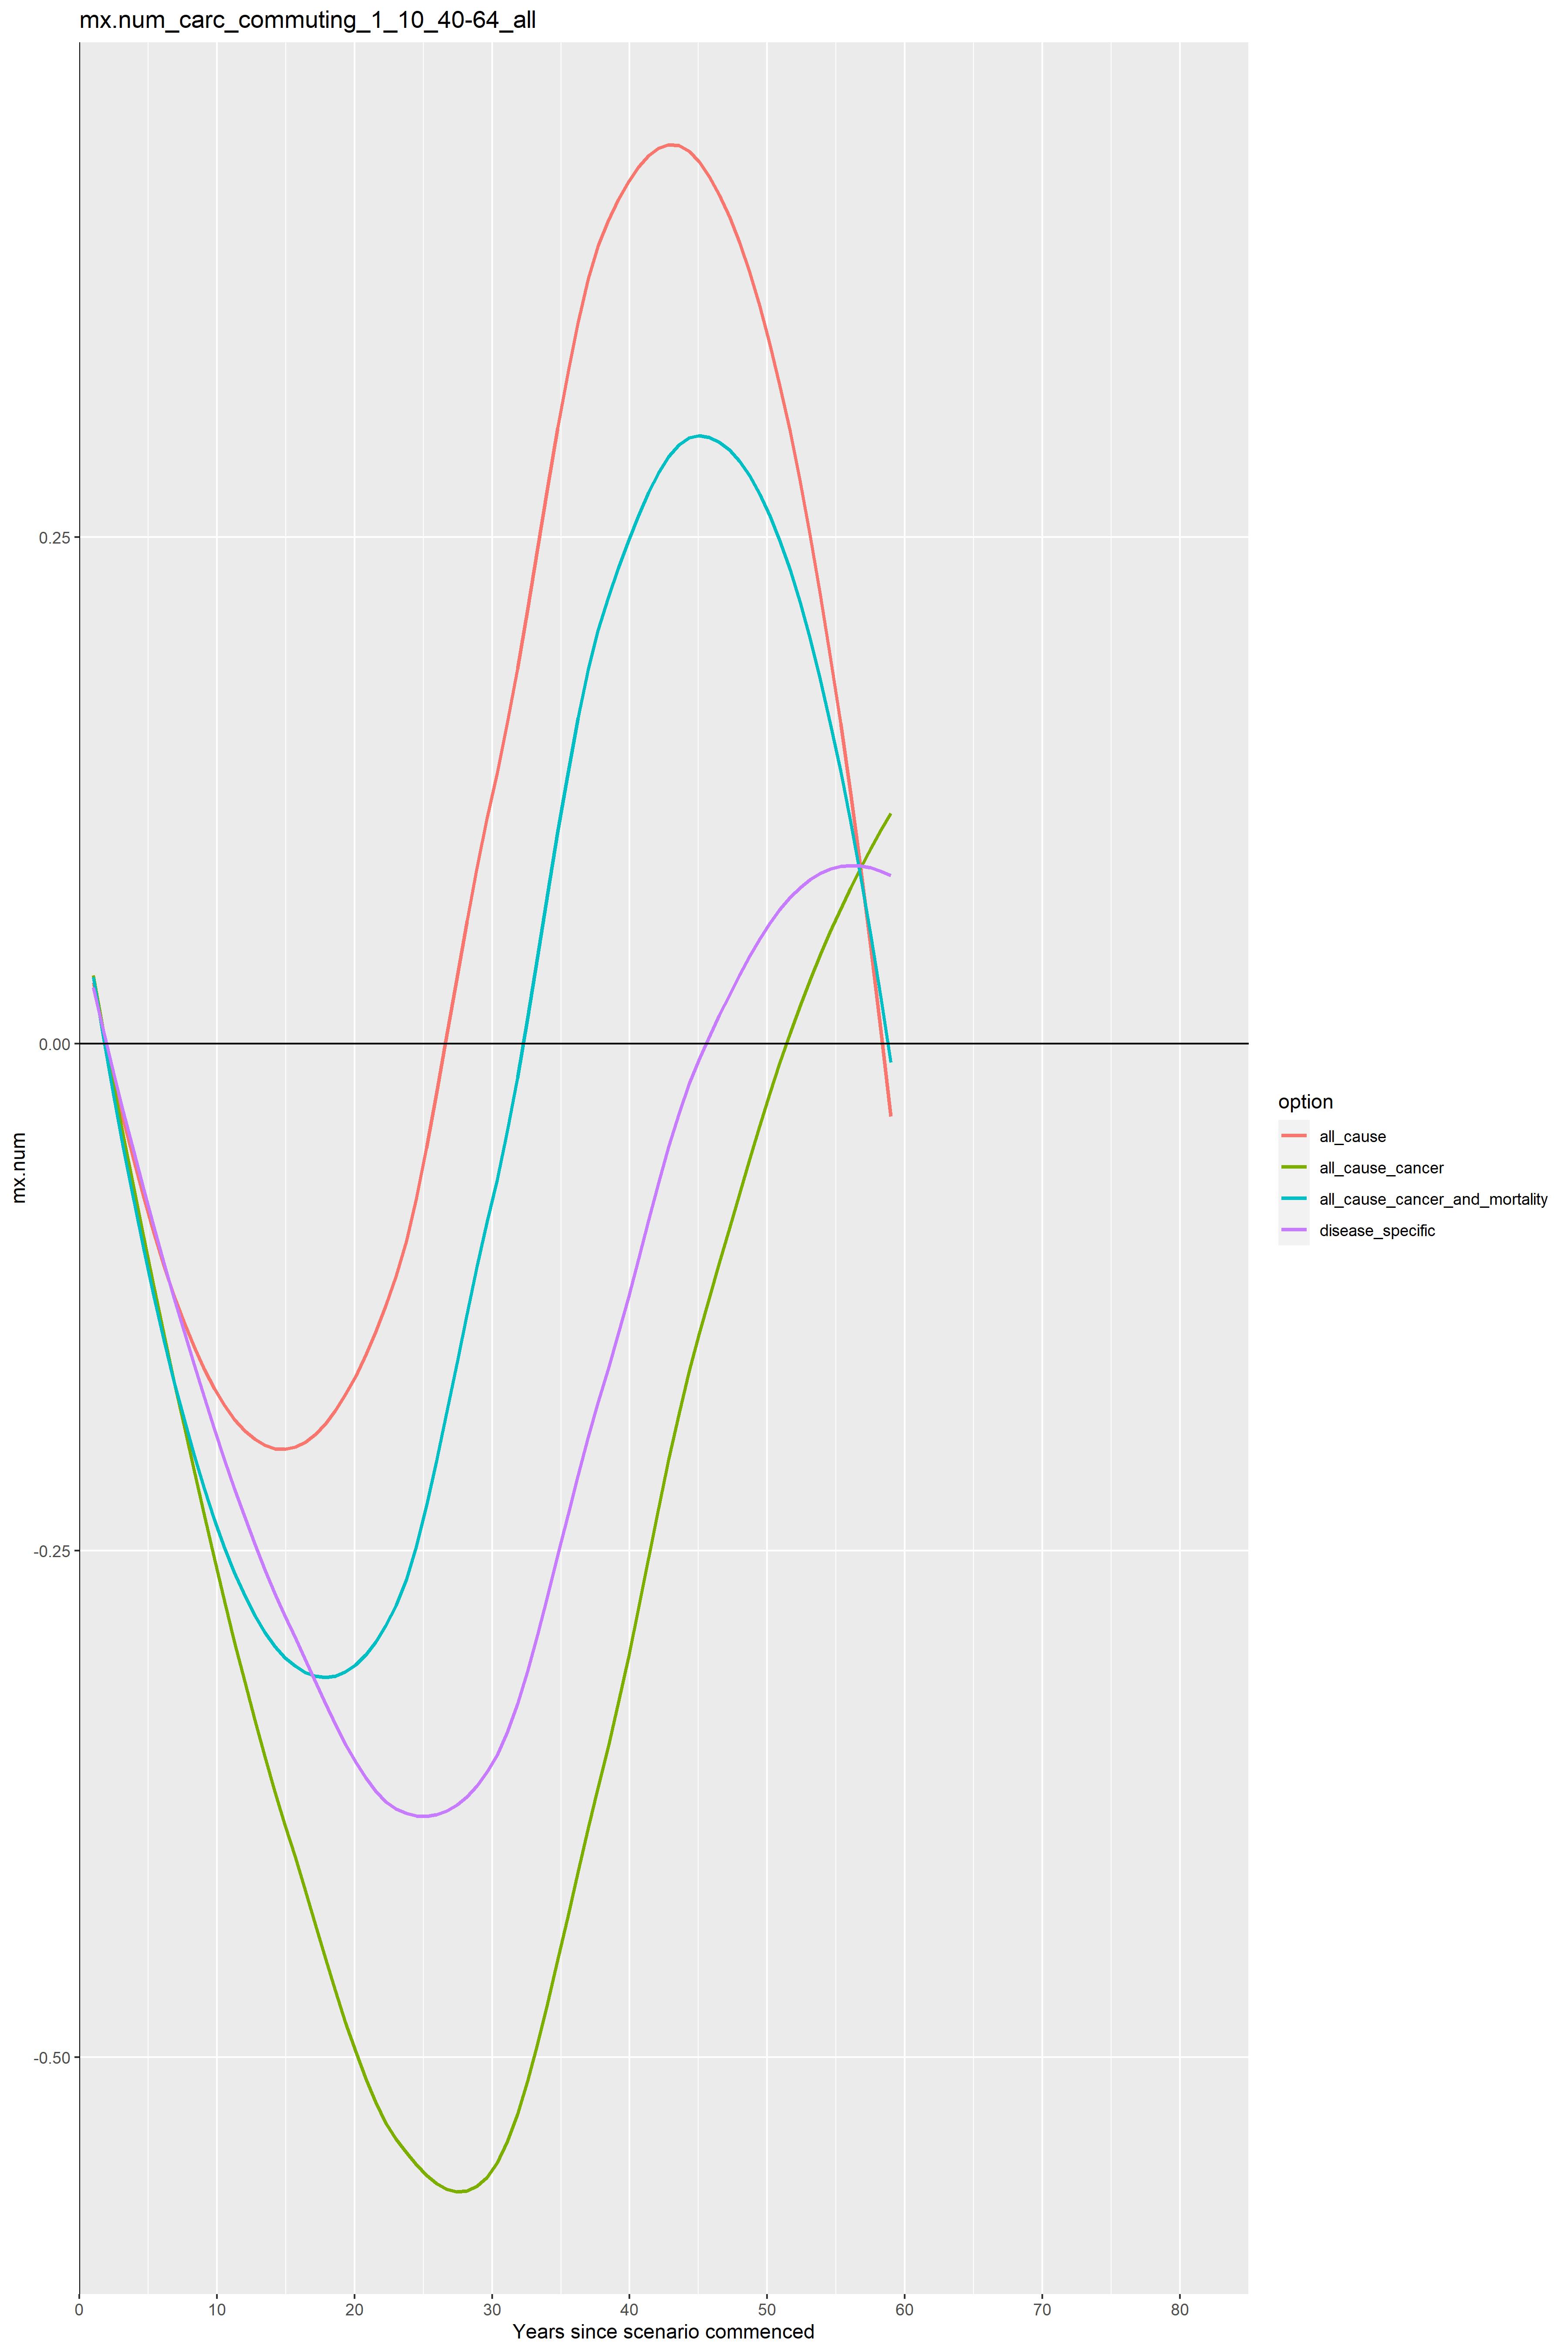 mx.num_carc_commuting_1_10_40-64_all
mx.num
0.25
0.00
-0.25
-0.50
0 10 20 30 40 50 60 70 80
Years since scenario commenced
option
all_cause
all_cause_cancer
all_cause_cancer_and_mortality
disease_specific